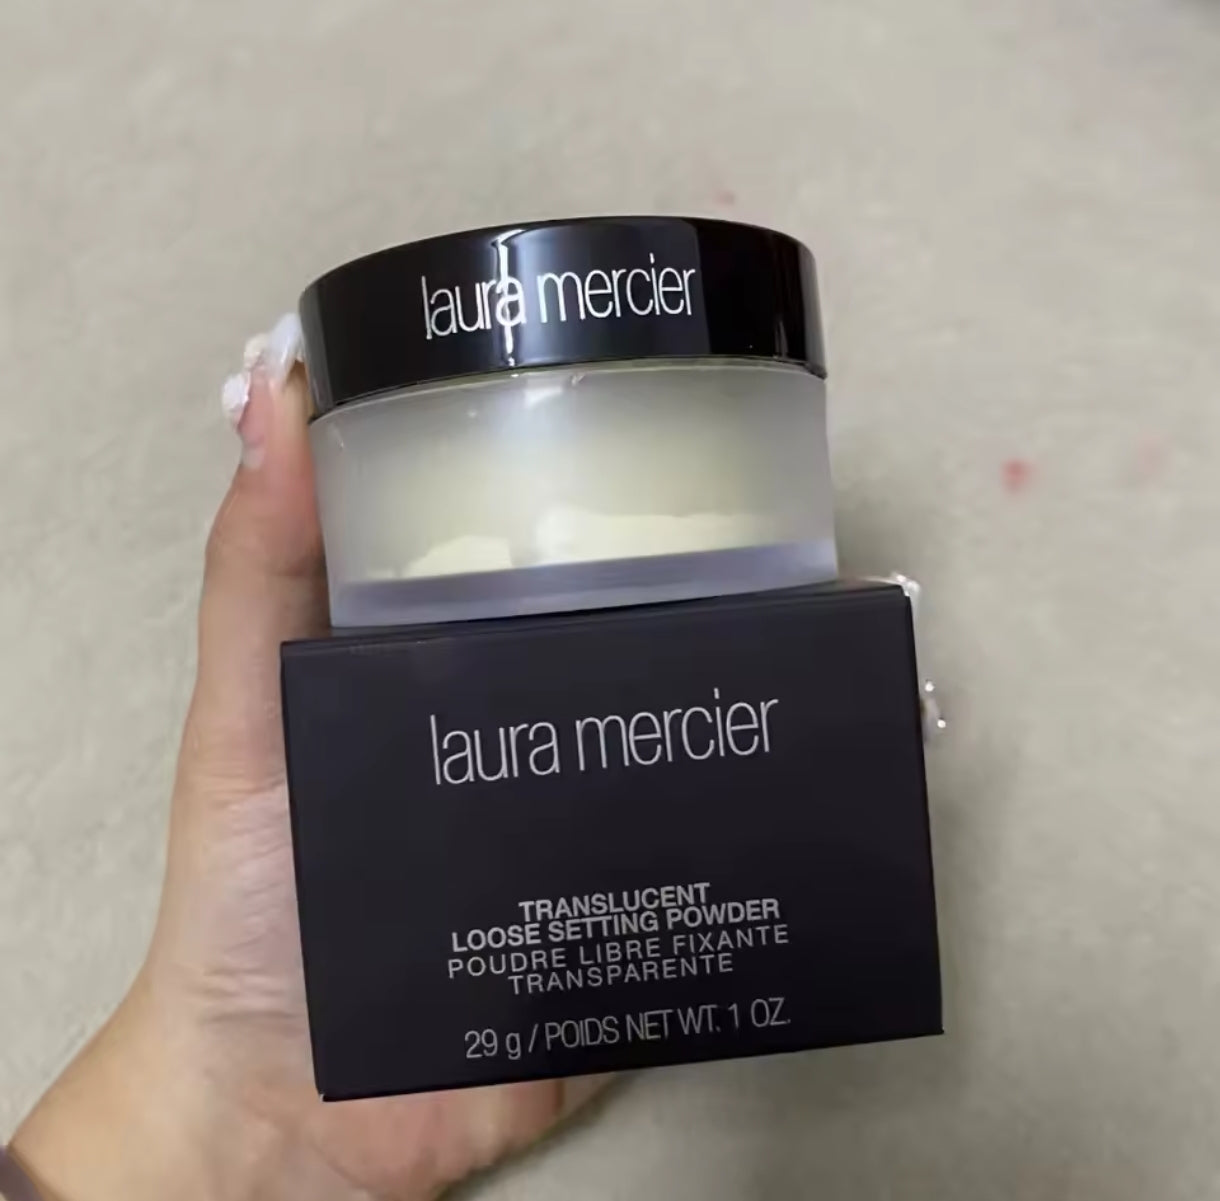 laura mercier
laura mercier
TRANSLUCENT
LOOSE SETTING POWDER
POUDRE LIBRE FIXANTE
TRANSPARENTE
29 g / POIDS NET WT. 1 OZ.